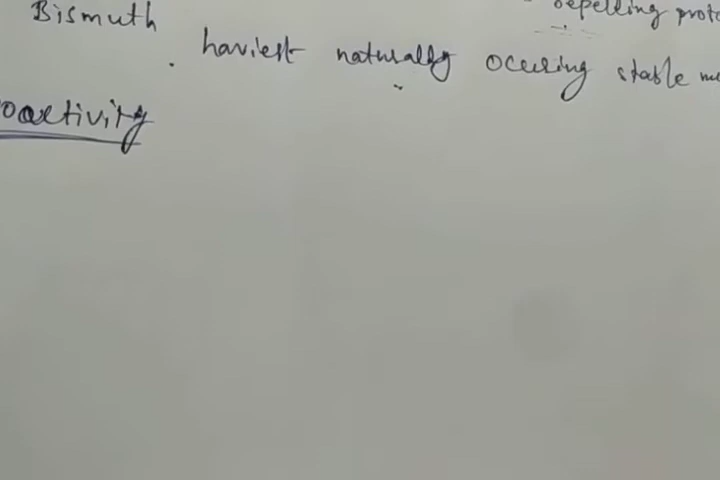 Bismuth
repelling proto
. haviest naturally occuring stable
oactivity